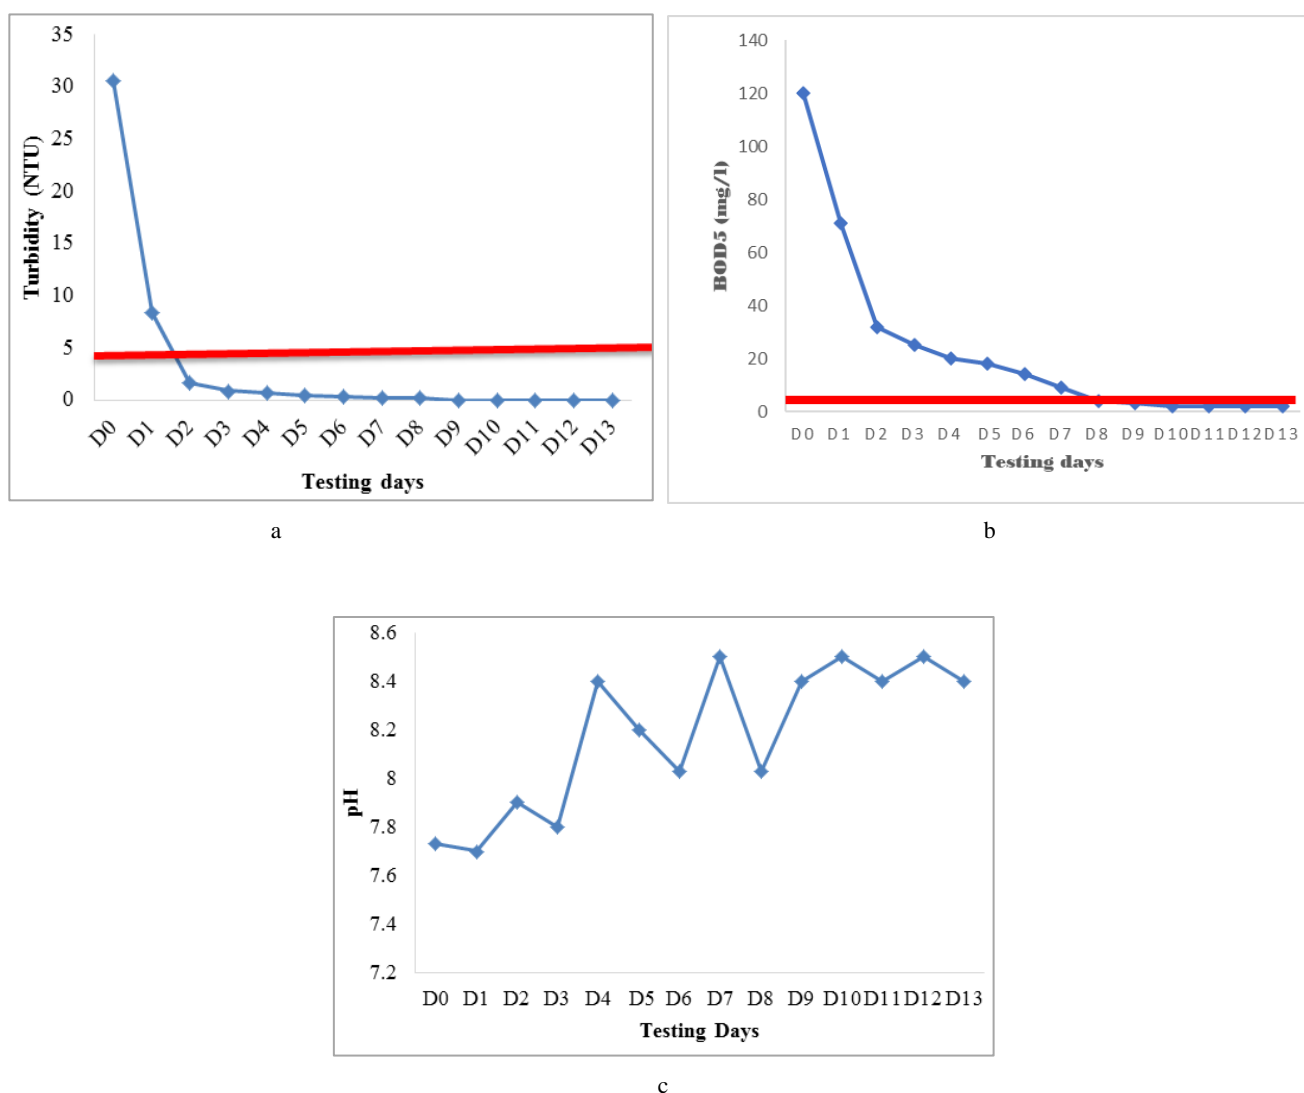 35
30
25
20
15
10
5
0
Turbidity (NTU)
D0 D1 D2 D3 D4 D5 D6 D7 D8 D9 D10 D11 D12 D13
Testing days
a
140
120
100
80
60
40
20
0
BOD5 (mg/l)
D0 D1 D2 D3 D4 D5 D6 D7 D8 D9 D10 D11 D12 D13
Testing days
b
8.6
8.4
8.2
8
7.8
7.6
7.4
7.2
pH
D0 D1 D2 D3 D4 D5 D6 D7 D8 D9 D10 D11 D12 D13
Testing Days
c